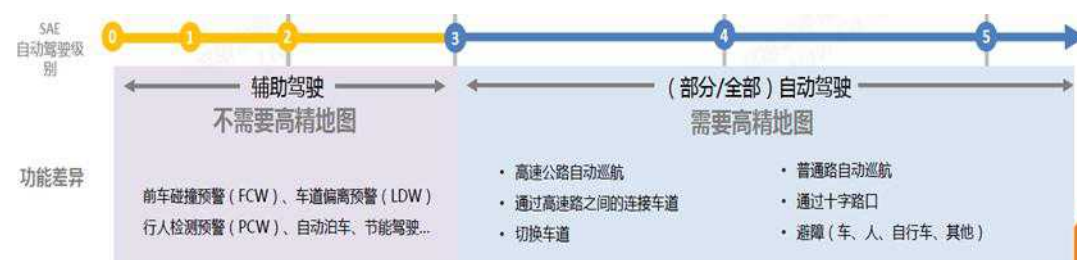 SAE
自动驾驶级
别
0 1 2 3 4 5
辅助驾驶
不需要高精地图
(部分/全部)自动驾驶
需要高精地图
功能差异
前车碰撞预警(FCW)、车道偏离预警(LDW)
行人检测预警(PCW)、自动泊车、节能驾驶...
• 高速公路自动巡航
• 通过高速路之间的连接车道
• 切换车道
• 普通路自动巡航
• 通过十字路口
• 避障(车、人、自行车、其他)